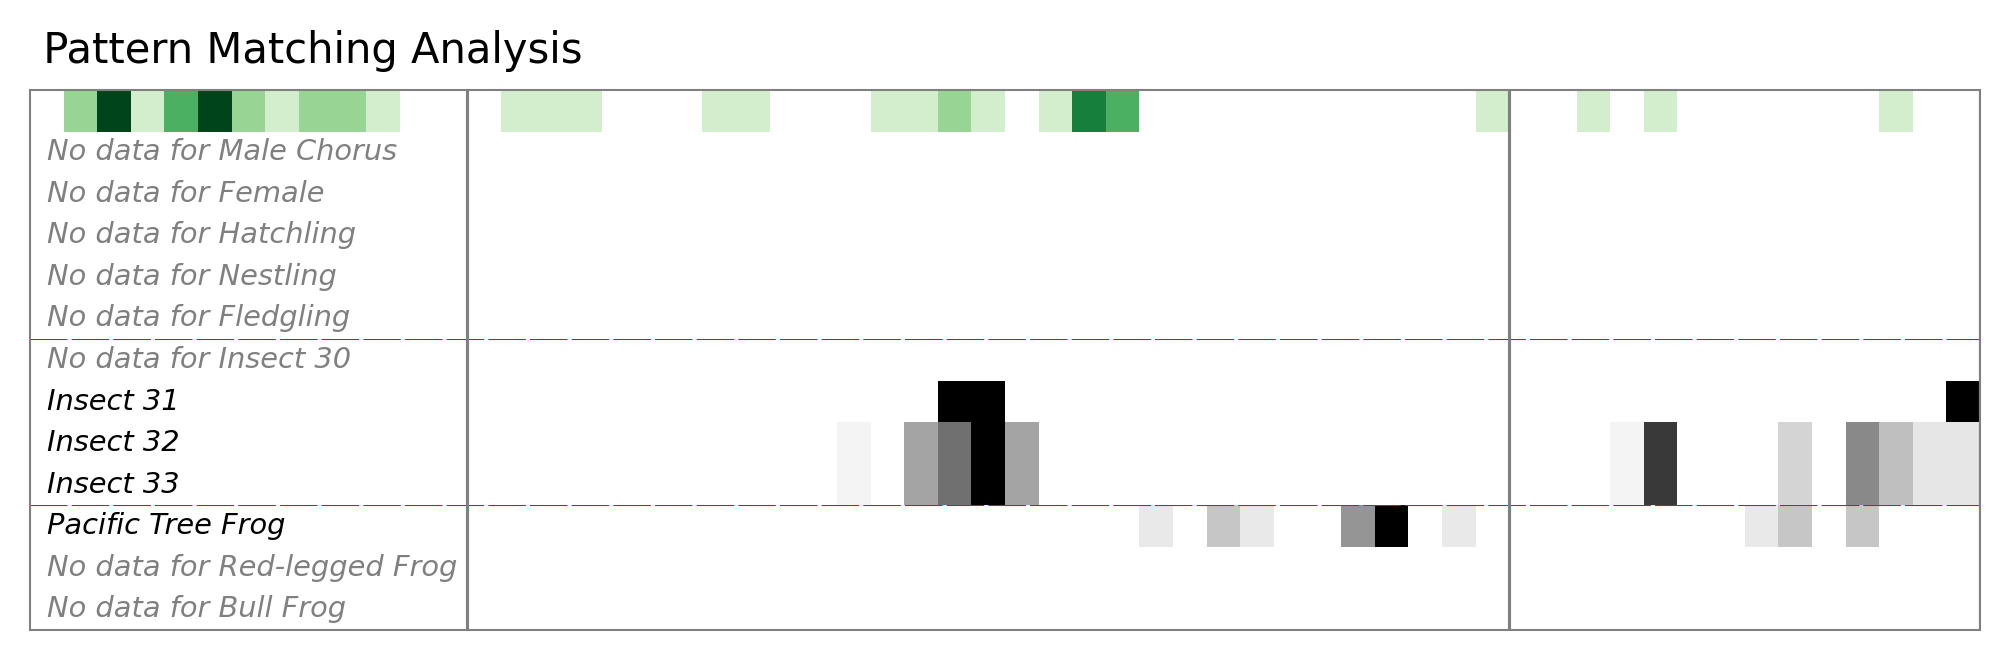 Pattern Matching Analysis
No data for Male Chorus
No data for Female
No data for Hatchling
No data for Nestling
No data for Fledgling
No data for Insect 30
Insect 31
Insect 32
Insect 33
Pacific Tree Frog
No data for Red-legged Frog
No data for Bull Frog